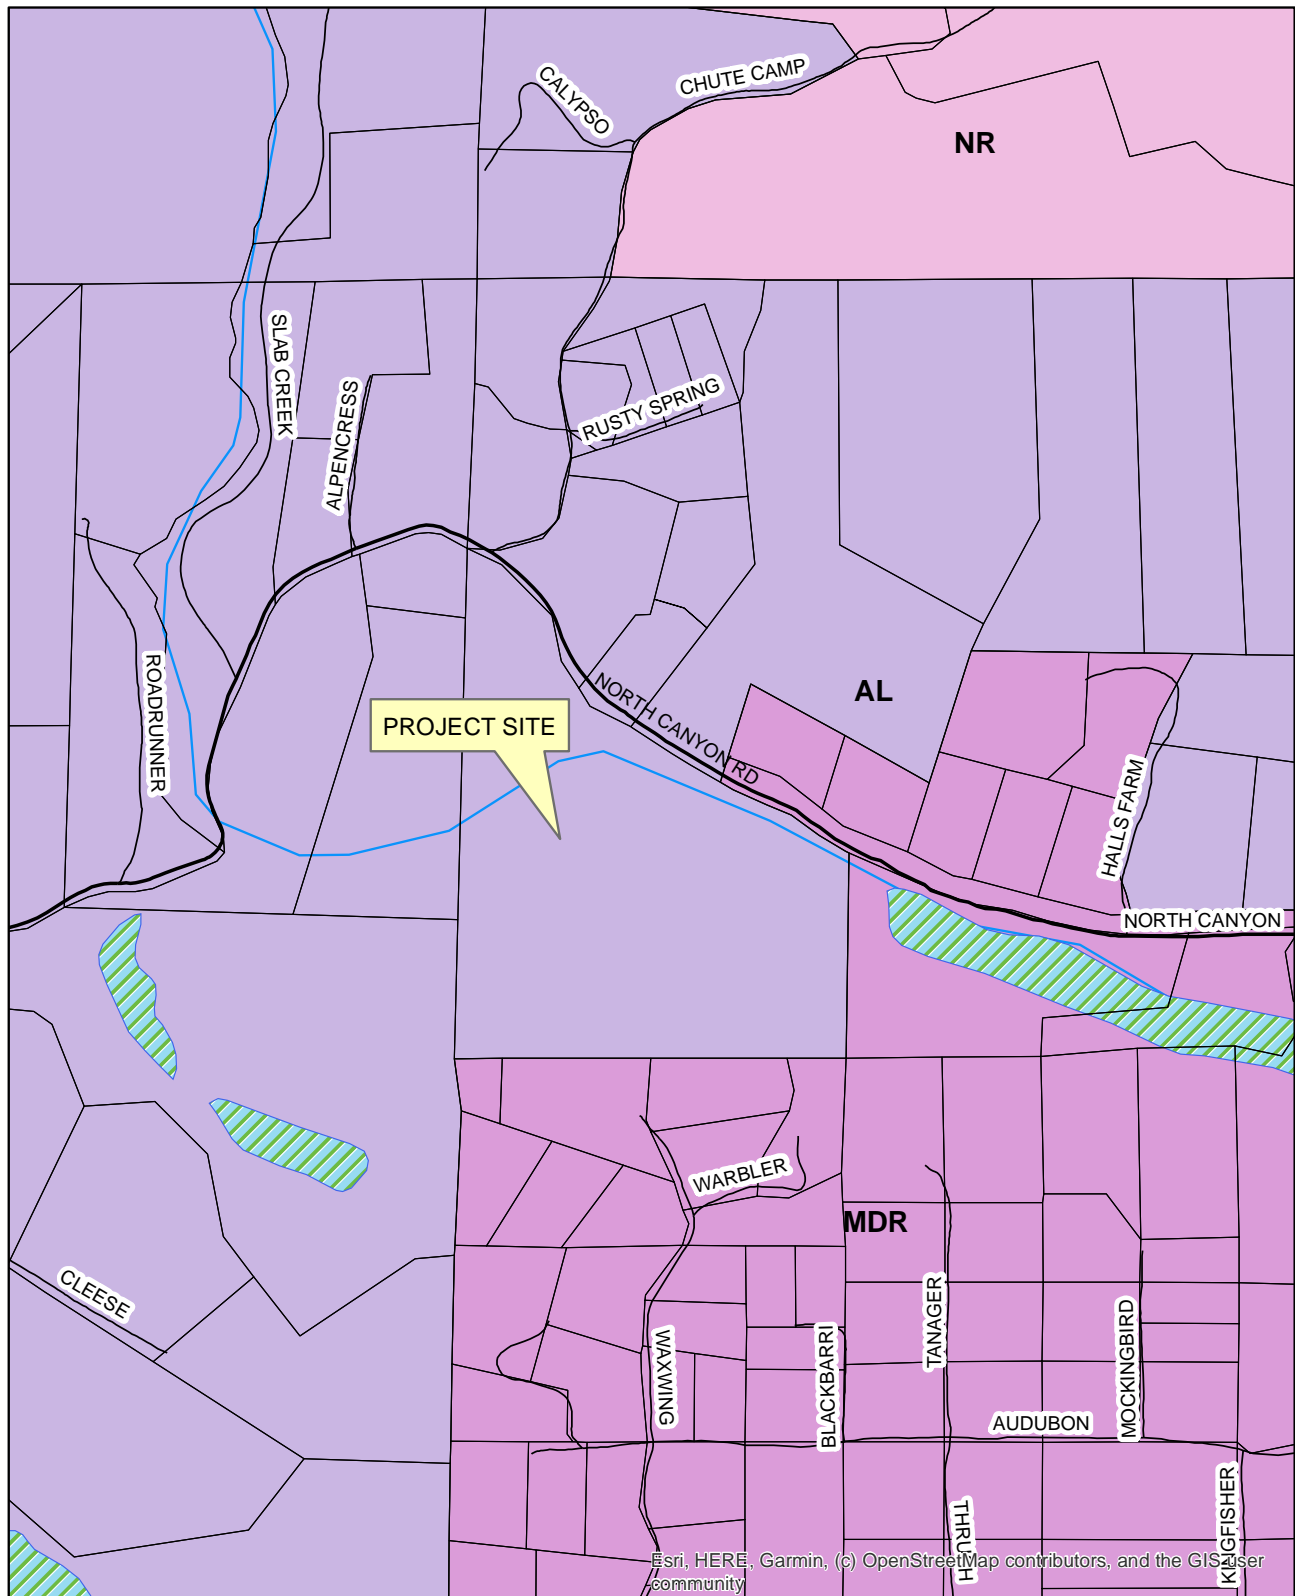 CALYPSO
CHUTE CAMP
NR
SLAB CREEK
ALPENCRESS
RUSTY SPRING
ROADRUNNER
PROJECT SITE
NORTH CANYON RD
AL
HALLS FARM
NORTH CANYON
WARBLER
MDR
CLEESE
WAXWING
BLACKBARRI
TANAGER
MOCKINGBIRD
AUDUBON
THRUSH
KINGFISHER
Esri, HERE, Garmin, (c) OpenStreetMap contributors, and the GIS user
community